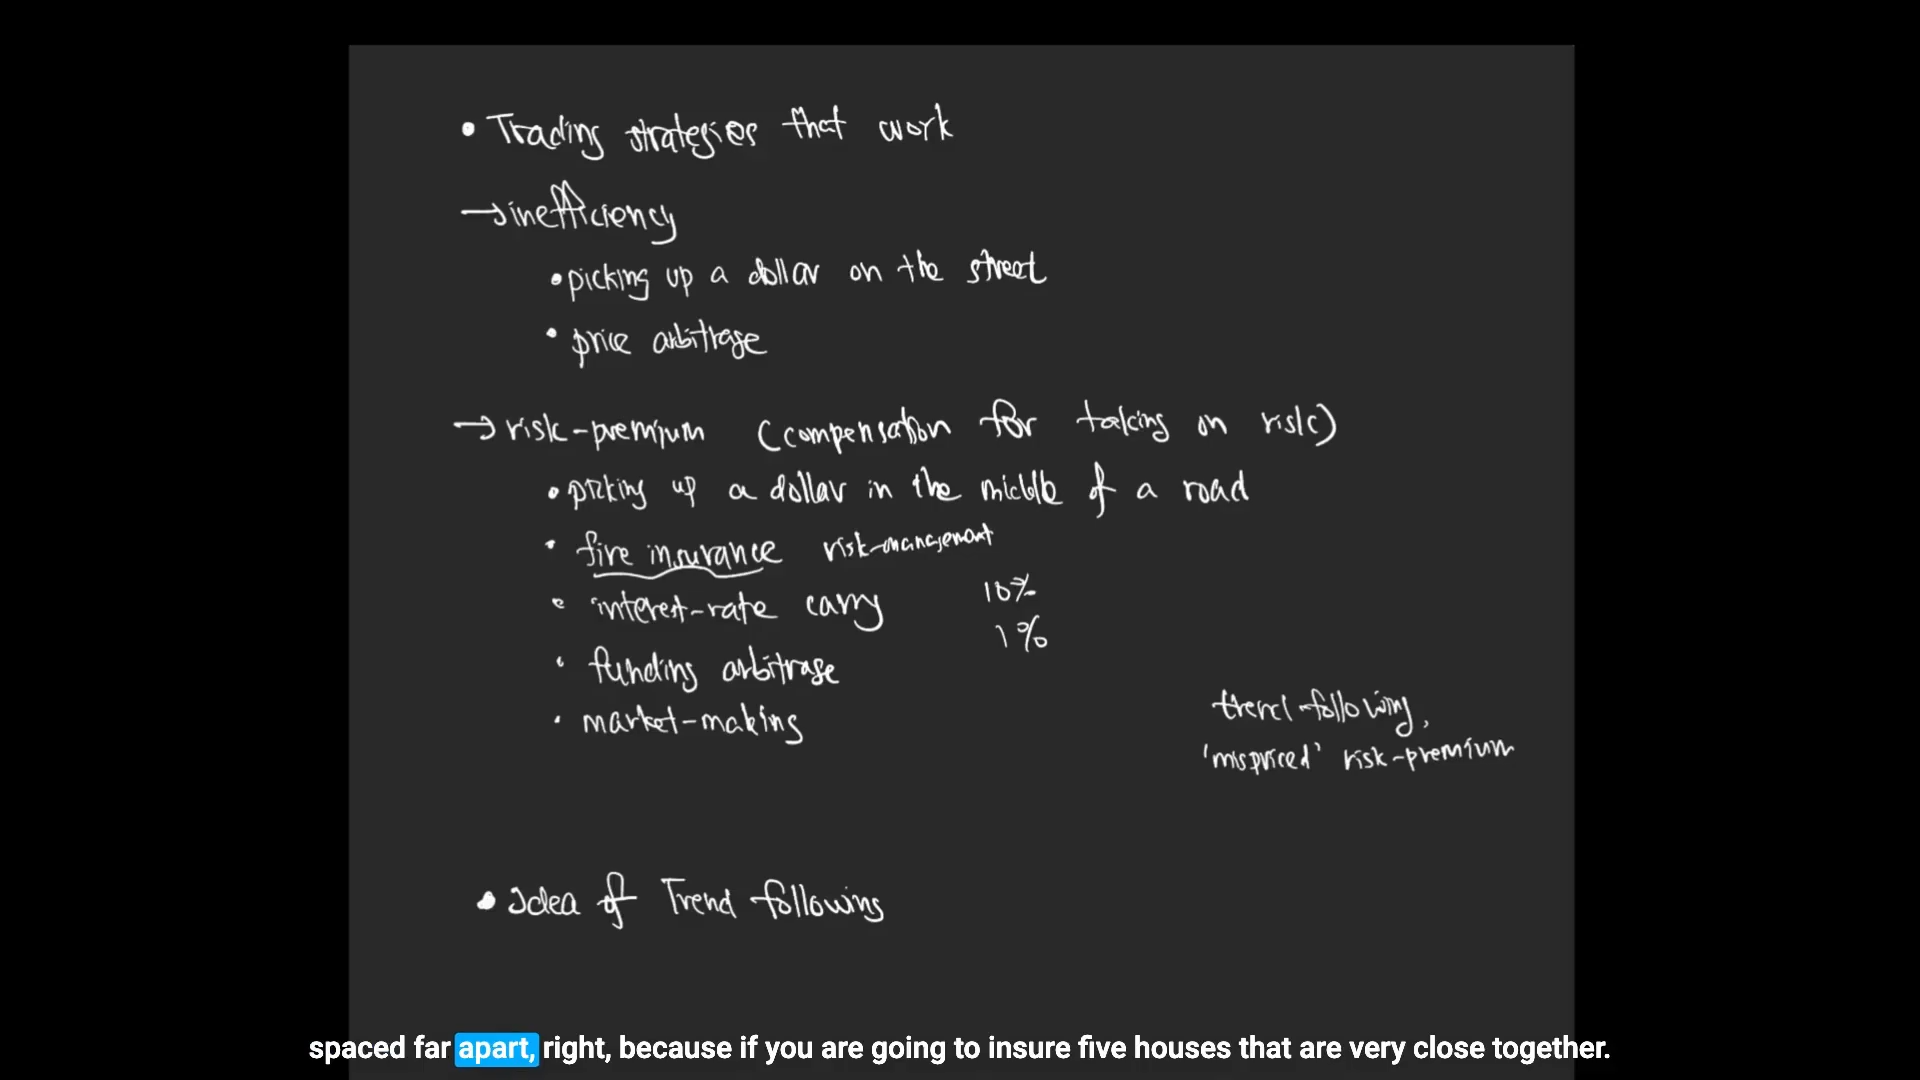 • Trading strategies that work
→ inefficiency
• picking up a dollar on the street
• price arbitrage
→ risk-premium (compensation for taking on risk)
• picking up a dollar in the middle of a road
• fire insurance risk-management
• interest-rate carry 10%
1%
• funding arbitrage
• market-making
trend-following,
'mispriced' risk-premium
• Idea of Trend following
spaced far apart, right, because if you are going to insure five houses that are very close together.